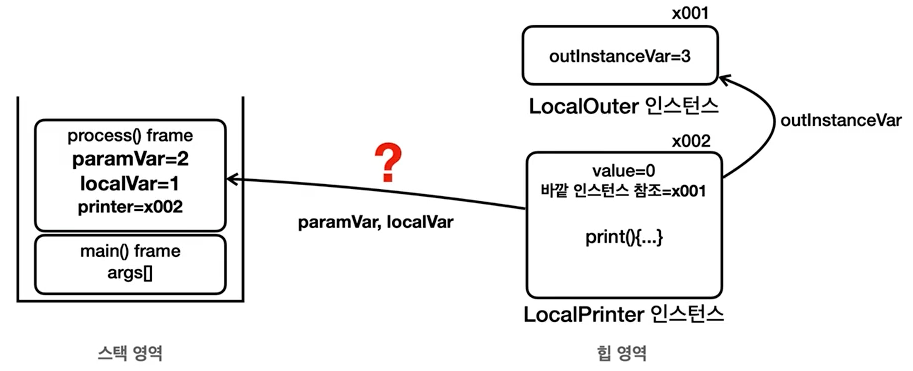 x001
outInstanceVar=3
LocalOuter 인스턴스
outInstanceVar
process() frame
paramVar=2
localVar=1
printer=x002
main() frame
args[]
?
paramVar, localVar
x002
value=0
바깥 인스턴스 참조=x001
print(){...}
LocalPrinter 인스턴스
스택 영역
힙 영역